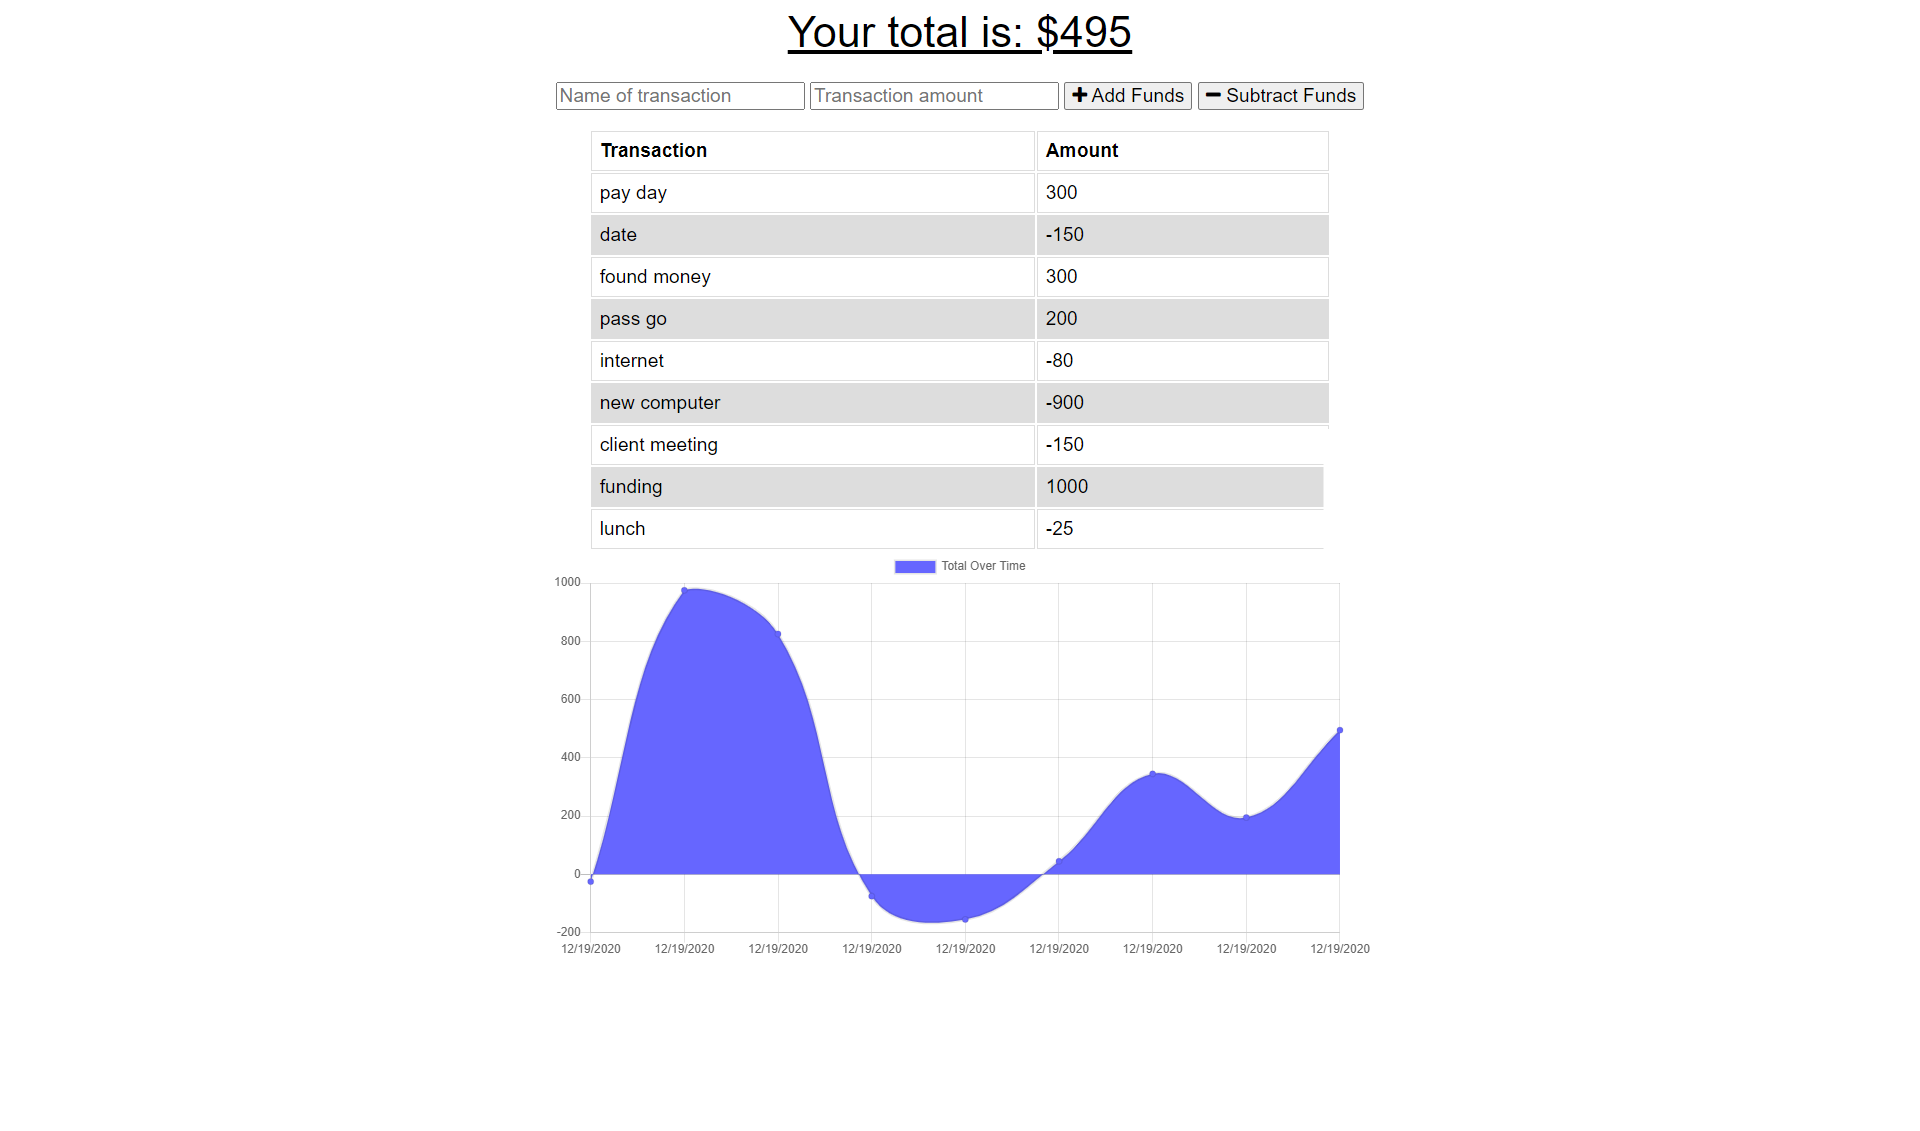 Your total is: $495
Name of transaction Transaction amount Add Funds Subtract Funds
Transaction Amount
pay day 300
date -150
found money 300
pass go 200
internet -80
new computer -900
client meeting -150
funding 1000
lunch -25
Total Over Time
1000
800
600
400
200
0
-200
12/19/2020 12/19/2020 12/19/2020 12/19/2020 12/19/2020 12/19/2020 12/19/2020 12/19/2020 12/19/2020